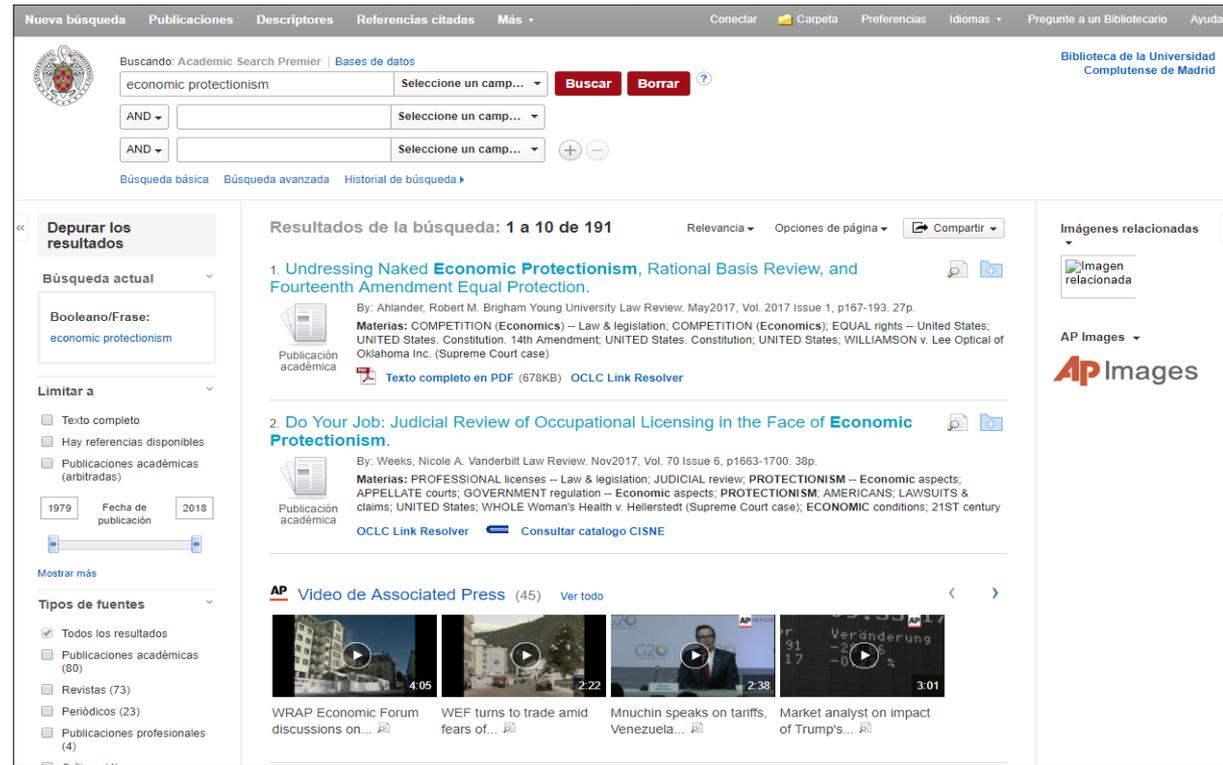 Nueva búsqueda Publicaciones Descriptores Referencias citadas Más Conectar Carpeta Preferencias Idiomas Pregunte a un Bibliotecario Ayuda
Buscando: Academic Search Premier | Bases de datos
economic protectionism Seleccione un camp... Buscar Borrar ?
AND Seleccione un camp...
AND Seleccione un camp...
Búsqueda básica Búsqueda avanzada Historial de búsqueda
Biblioteca de la Universidad
Complutense de Madrid
«
Depurar los
resultados
Búsqueda actual
Booleano/Frase:
economic protectionism
Limitar a
Texto completo
Hay referencias disponibles
Publicaciones académicas
(arbitradas)
1979 Fecha de
publicación 2018
Mostrar más
Tipos de fuentes
Todos los resultados
Publicaciones académicas
(80)
Revistas (73)
Periódicos (23)
Publicaciones profesionales
(4)
Resultados de la búsqueda: 1 a 10 de 191 Relevancia Opciones de página Compartir
1. Undressing Naked Economic Protectionism, Rational Basis Review, and
Fourteenth Amendment Equal Protection.
By: Ahlander, Robert M. Brigham Young University Law Review. May2017, Vol. 2017 Issue 1, p167-193. 27p.
Materias: COMPETITION (Economics) -- Law & legislation; COMPETITION (Economics); EQUAL rights -- United States;
UNITED States. Constitution. 14th Amendment; UNITED States. Constitution; UNITED States; WILLIAMSON v. Lee Optical of
Oklahoma Inc. (Supreme Court case)
Publicación
académica
PDF Texto completo en PDF (678KB) OCLC Link Resolver
2. Do Your Job: Judicial Review of Occupational Licensing in the Face of Economic
Protectionism.
By: Weeks, Nicole A. Vanderbilt Law Review. Nov2017, Vol. 70 Issue 6, p1663-1700. 38p.
Materias: PROFESSIONAL licenses -- Law & legislation; JUDICIAL review; PROTECTIONISM -- Economic aspects;
APPELLATE courts; GOVERNMENT regulation -- Economic aspects; PROTECTIONISM; AMERICANS; LAWSUITS &
claims; UNITED States; WHOLE Woman's Health v. Hellerstedt (Supreme Court case); ECONOMIC conditions; 21ST century
Publicación
académica
OCLC Link Resolver Consultar catalogo CISNE
AP Video de Associated Press (45) Ver todo
4:05
2:22
G20 AP 2:38
AP Veränderung 3:01
WRAP Economic Forum
discussions on...
WEF turns to trade amid
fears of...
Mnuchin speaks on tariffs,
Venezuela...
Market analyst on impact
of Trump's...
Imágenes relacionadas
Imagen
relacionada
AP Images
AP Images